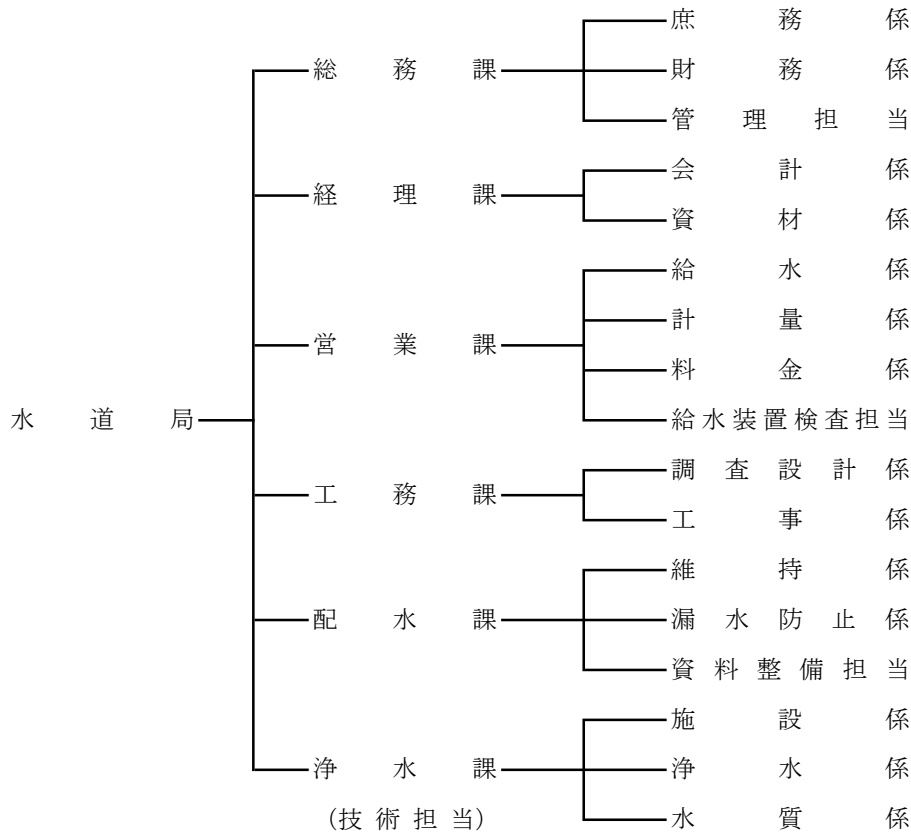 庶務係
総務課
財務係
管理担当
会計係
経理課
資材係
給水係
計量係
営業課
料金係
水道局
給水装置検査担当
調査設計係
工務課
工事係
維持係
配水課
漏水防止係
資料整備担当
施設係
浄水課
浄水係
(技術担当)
水質係